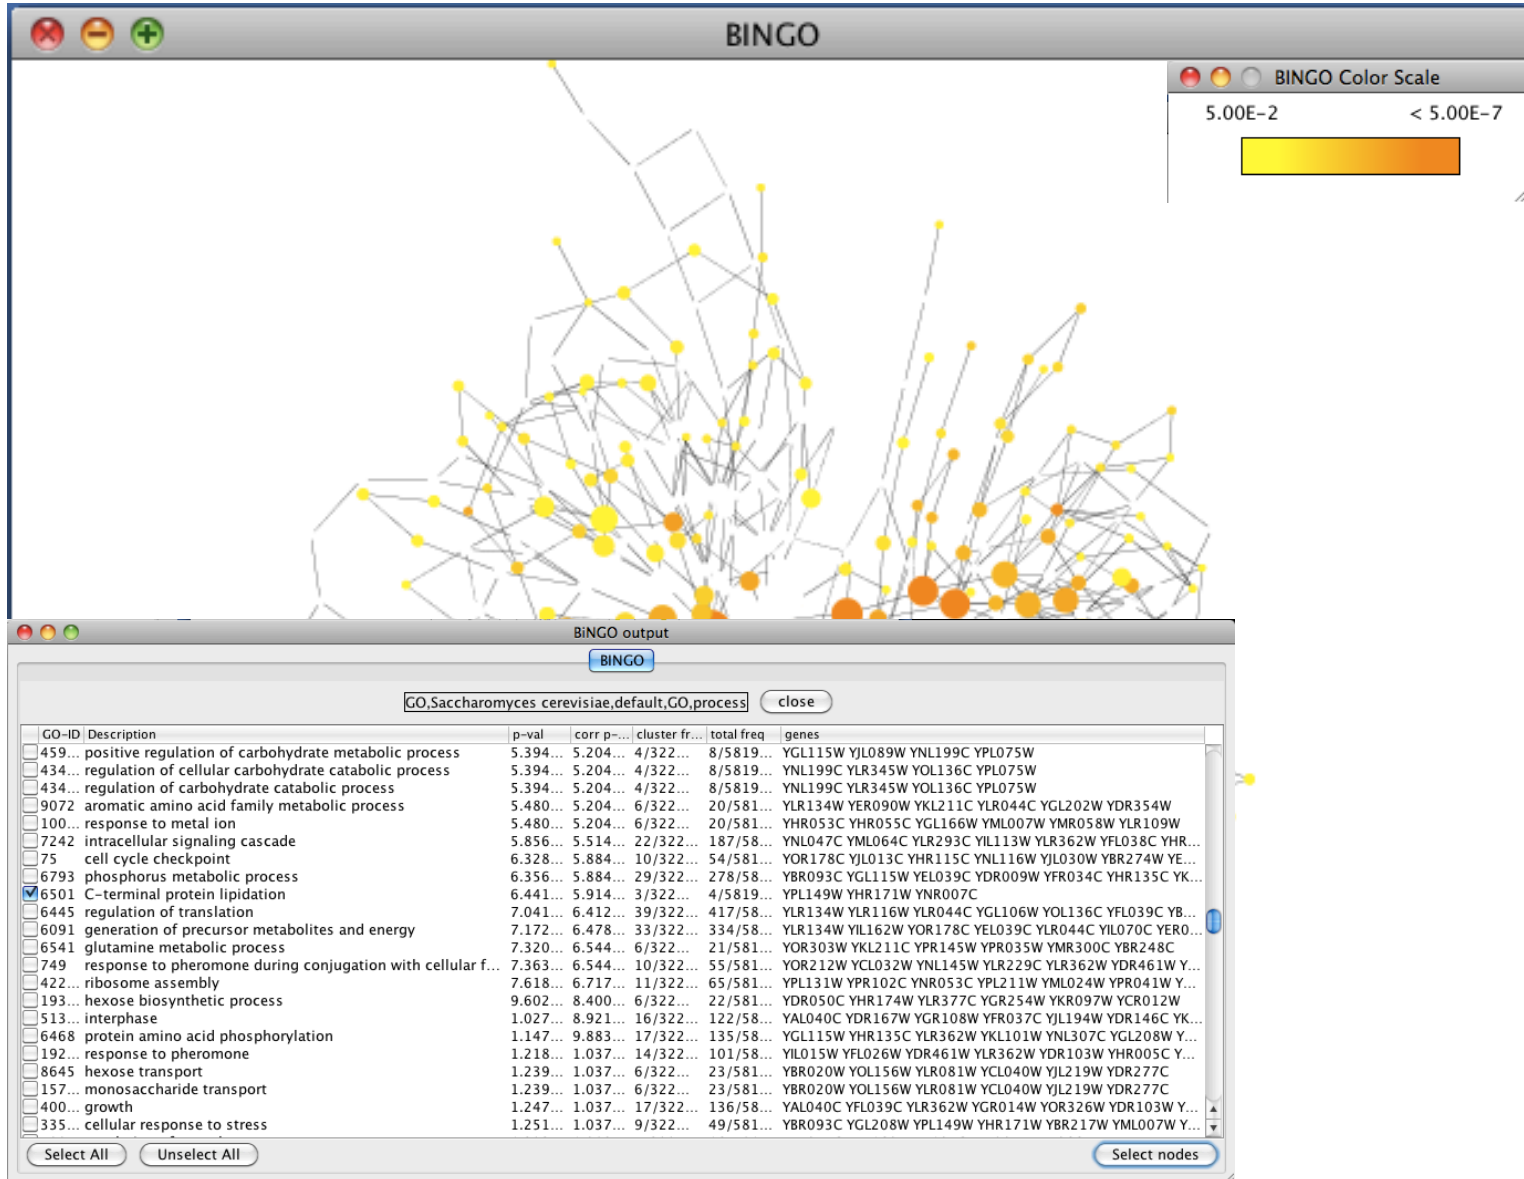 BINGO
BINGO Color Scale
5.00E-2 < 5.00E-7
BiNGO output
BINGO
GO,Saccharomyces cerevisiae,default,GO,process close
GO-ID Description p-val corr p-... cluster fr... total freq genes
459... positive regulation of carbohydrate metabolic process 5.394... 5.204... 4/322... 8/5819... YGL115W YJL089W YNL199C YPL075W
434... regulation of cellular carbohydrate catabolic process 5.394... 5.204... 4/322... 8/5819... YNL199C YLR345W YOL136C YPL075W
434... regulation of carbohydrate catabolic process 5.394... 5.204... 4/322... 8/5819... YNL199C YLR345W YOL136C YPL075W
9072 aromatic amino acid family metabolic process 5.480... 5.204... 6/322... 20/581... YLR134W YER090W YKL211C YLR044C YGL202W YDR354W
100... response to metal ion 5.480... 5.204... 6/322... 20/581... YHR053C YHR055C YGL166W YML007W YMR058W YLR109W
7242 intracellular signaling cascade 5.856... 5.514... 22/322... 187/58... YNL047C YML064C YLR293C YIL113W YLR362W YFL038C YHR...
75 cell cycle checkpoint 6.328... 5.884... 10/322... 54/581... YOR178C YJL013C YHR115C YNL116W YJL030W YBR274W YE...
6793 phosphorus metabolic process 6.356... 5.884... 29/322... 278/58... YBR093C YGL115W YEL039C YDR009W YFR034C YHR135C YK...
6501 C-terminal protein lipidation 6.441... 5.914... 3/322... 4/5819... YPL149W YHR171W YNR007C
6445 regulation of translation 7.041... 6.412... 39/322... 417/58... YLR134W YLR116W YLR044C YGL106W YOL136C YFL039C YB...
6091 generation of precursor metabolites and energy 7.172... 6.478... 33/322... 334/58... YLR134W YIL162W YOR178C YEL039C YLR044C YIL070C YER0...
6541 glutamine metabolic process 7.320... 6.544... 6/322... 21/581... YOR303W YKL211C YPR145W YPR035W YMR300C YBR248C
749 response to pheromone during conjugation with cellular f... 7.363... 6.544... 10/322... 55/581... YOR212W YCL032W YNL145W YLR229C YLR362W YDR461W Y...
422... ribosome assembly 7.618... 6.717... 11/322... 65/581... YPL131W YPR102C YNR053C YPL211W YML024W YPR041W Y...
193... hexose biosynthetic process 9.602... 8.400... 6/322... 22/581... YDR050C YHR174W YLR377C YGR254W YKR097W YCR012W
513... interphase 1.027... 8.921... 16/322... 122/58... YAL040C YDR167W YGR108W YFR037C YJL194W YDR146C YK...
6468 protein amino acid phosphorylation 1.147... 9.883... 17/322... 135/58... YGL115W YHR135C YLR362W YKL101W YNL307C YGL208W Y...
192... response to pheromone 1.218... 1.037... 14/322... 101/58... YIL015W YFL026W YDR461W YLR362W YDR103W YHR005C Y...
8645 hexose transport 1.239... 1.037... 6/322... 23/581... YBR020W YOL156W YLR081W YCL040W YJL219W YDR277C
157... monosaccharide transport 1.239... 1.037... 6/322... 23/581... YBR020W YOL156W YLR081W YCL040W YJL219W YDR277C
400... growth 1.247... 1.037... 17/322... 136/58... YAL040C YFL039C YLR362W YGR014W YOR326W YDR103W Y...
335... cellular response to stress 1.251... 1.037... 9/322... 49/581... YBR093C YGL208W YPL149W YHR171W YBR217W YML007W Y...
Select All Unselect All Select nodes